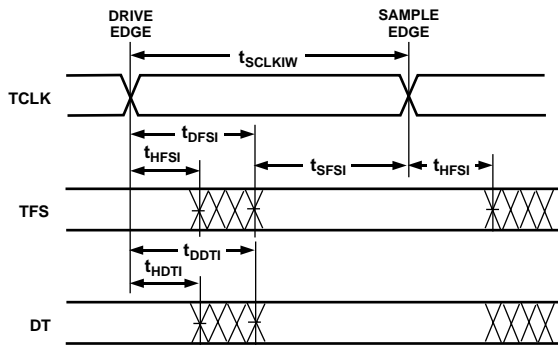 DRIVE
EDGE
SAMPLE
EDGE
tSCLKIW
TCLK
tDFSI
tHFSI
tSFSI
tHFSI
TFS
tDDTI
tHDTI
DT